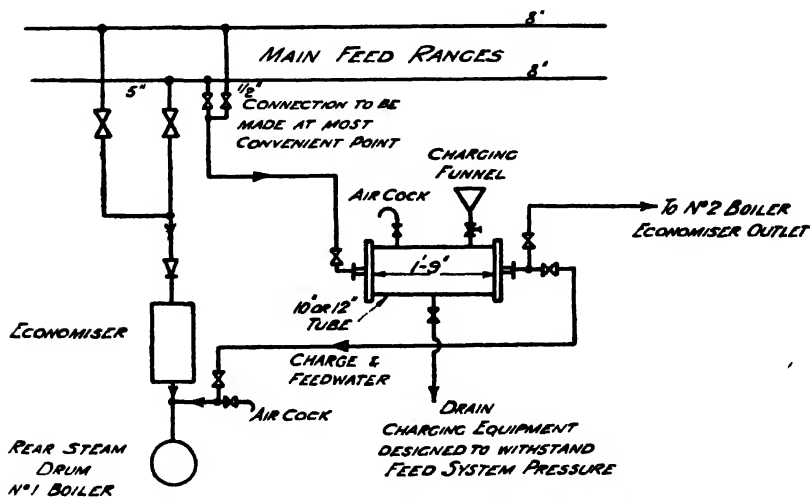 8"
MAIN FEED RANGES
8"
5"
1/2"
CONNECTION TO BE
MADE AT MOST
CONVENIENT POINT
CHARGING
FUNNEL
AIR COCK
TO Nº2 BOILER
ECONOMISER OUTLET
1'-9"
10" OR 12"
TUBE
ECONOMISER
CHARGE &
FEEDWATER
AIR COCK
DRAIN
CHARGING EQUIPMENT
DESIGNED TO WITHSTAND
FEED SYSTEM PRESSURE
REAR STEAM
DRUM
Nº1 BOILER